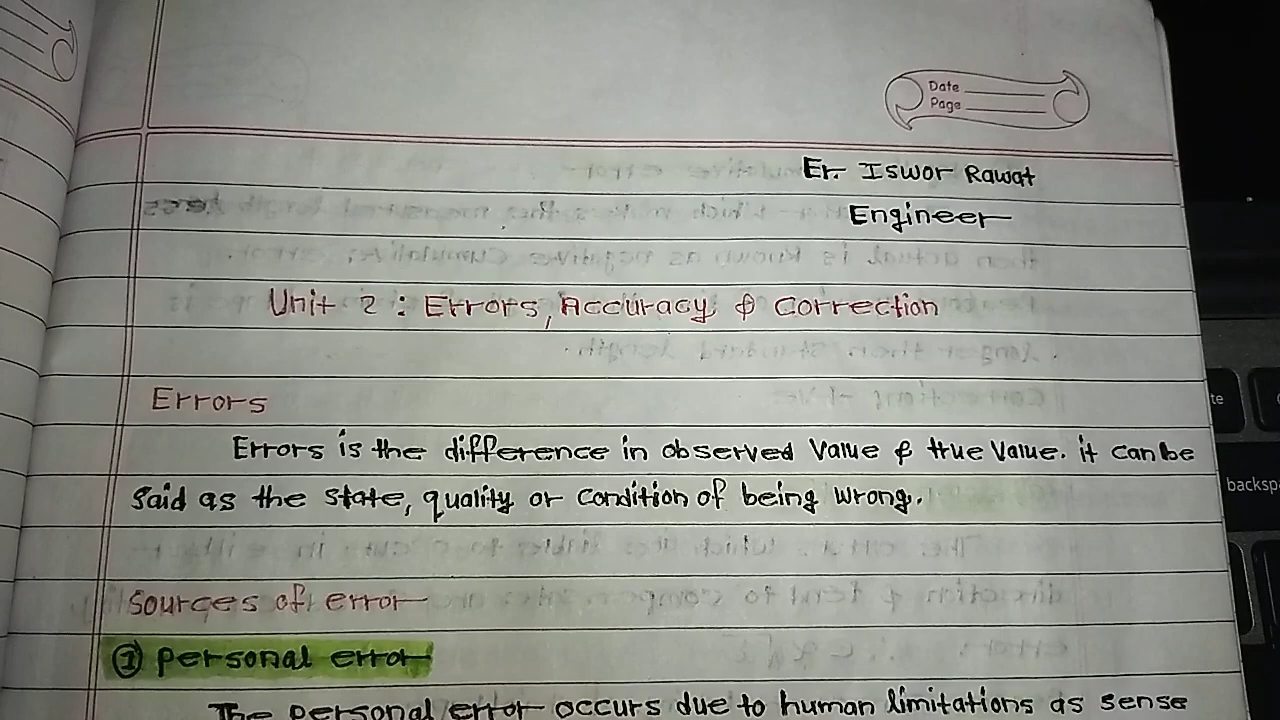 Date
Page
Er. Iswor Rawat
Engineer
Unit 2 : Errors, Accuracy & Correction
Errors
Errors is the difference in observed value & true value. it can be
said as the state, quality or condition of being wrong.
Sources of error
① personal error
The personal error occurs due to human limitations as sense
te
backsp